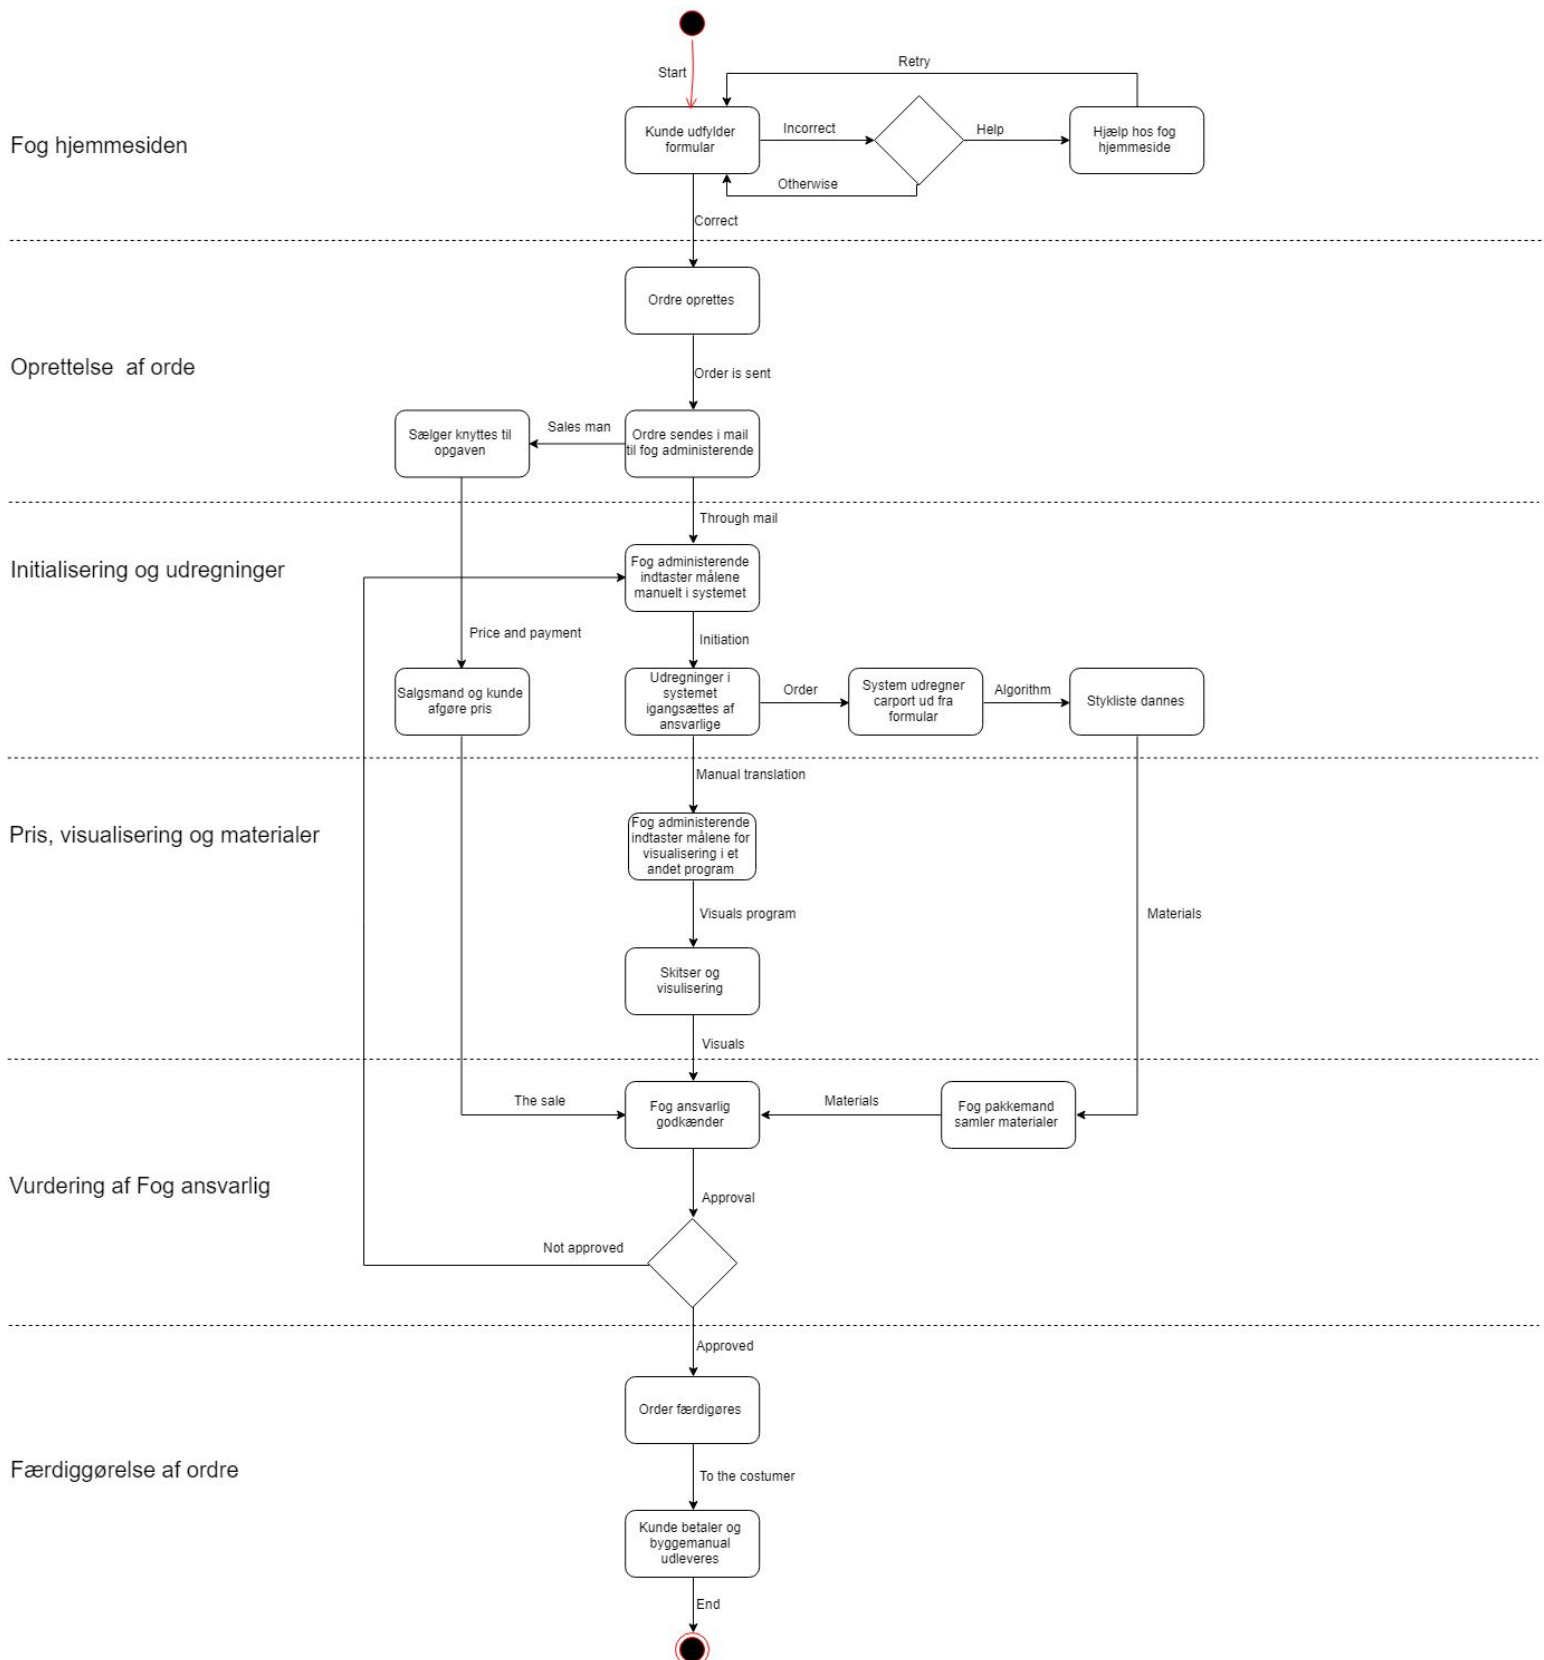 Start
Retry
Fog hjemmesiden
Kunde udfylder
formular
Incorrect
Help
Hjælp hos fog
hjemmeside
Otherwise
Correct
Ordre oprettes
Oprettelse  af orde
Order is sent
Sælger knyttes til
opgaven
Sales man
Ordre sendes i mail
til fog administerende
Through mail
Initialisering og udregninger
Fog administerende
indtaster målene
manuelt i systemet
Price and payment
Initiation
Salgsmand og kunde
afgøre pris
Udregninger i
systemet
igangsættes af
ansvarlige
Order
System udregner
carport ud fra
formular
Algorithm
Stykliste dannes
Manual translation
Pris, visualisering og materialer
Fog administerende
indtaster målene for
visualisering i et
andet program
Visuals program
Materials
Skitser og
visulisering
Visuals
The sale
Fog ansvarlig
godkænder
Materials
Fog pakkemand
samler materialer
Vurdering af Fog ansvarlig
Approval
Not approved
Approved
Order færdigøres
Færdiggørelse af ordre
To the costumer
Kunde betaler og
byggemanual
udleveres
End